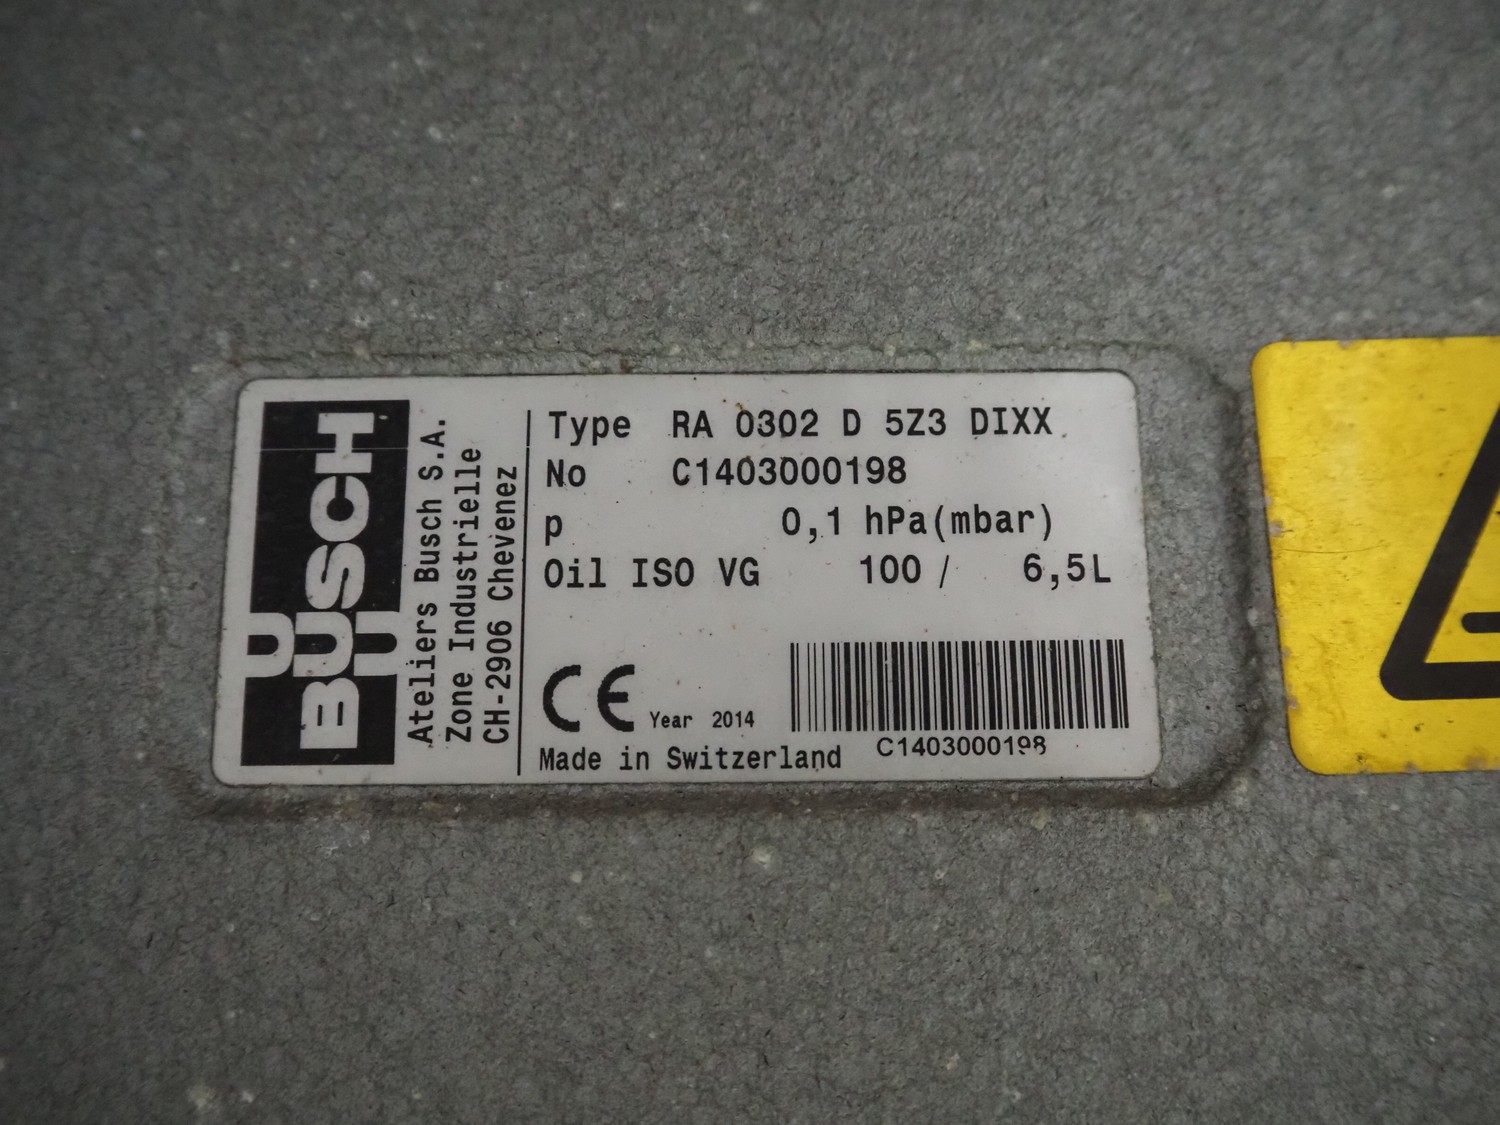 BUSCH
Ateliers Busch S.A.
Zone Industrielle
CH-2906 Chevenez
Type RA 0302 D 5Z3 DIXX
No C1403000198
p 0,1 hPa(mbar)
Oil ISO VG 100 / 6,5L
CE Year 2014
Made in Switzerland
C1403000198